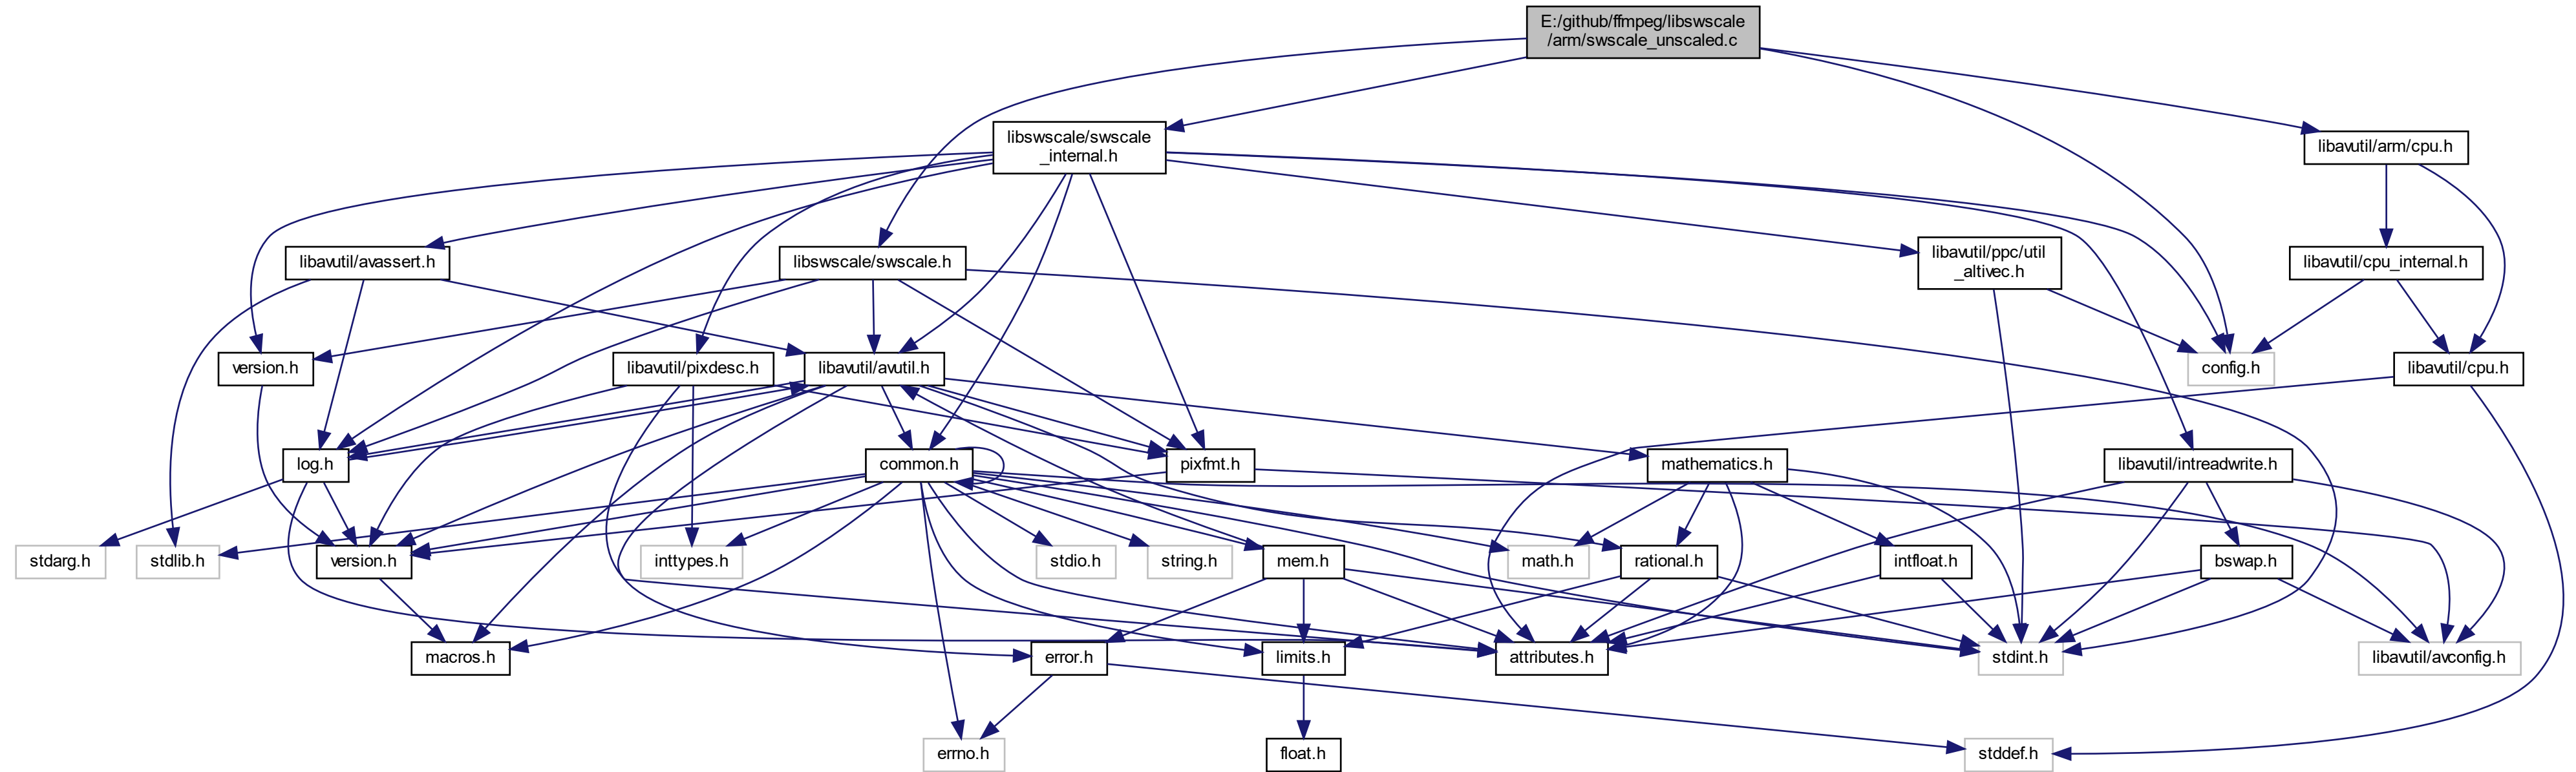 E:/github/ffmpeg/libswscale
/arm/swscale_unscaled.c
libswscale/swscale
_internal.h
libavutil/arm/cpu.h
libavutil/avassert.h
libswscale/swscale.h
libavutil/ppc/util
_altivec.h
libavutil/cpu_internal.h
version.h
libavutil/pixdesc.h
libavutil/avutil.h
config.h
libavutil/cpu.h
log.h
common.h
pixfmt.h
mathematics.h
libavutil/intreadwrite.h
stdarg.h
stdlib.h
version.h
inttypes.h
stdio.h
string.h
mem.h
math.h
rational.h
intfloat.h
bswap.h
macros.h
error.h
limits.h
attributes.h
stdint.h
libavutil/avconfig.h
errno.h
float.h
stddef.h